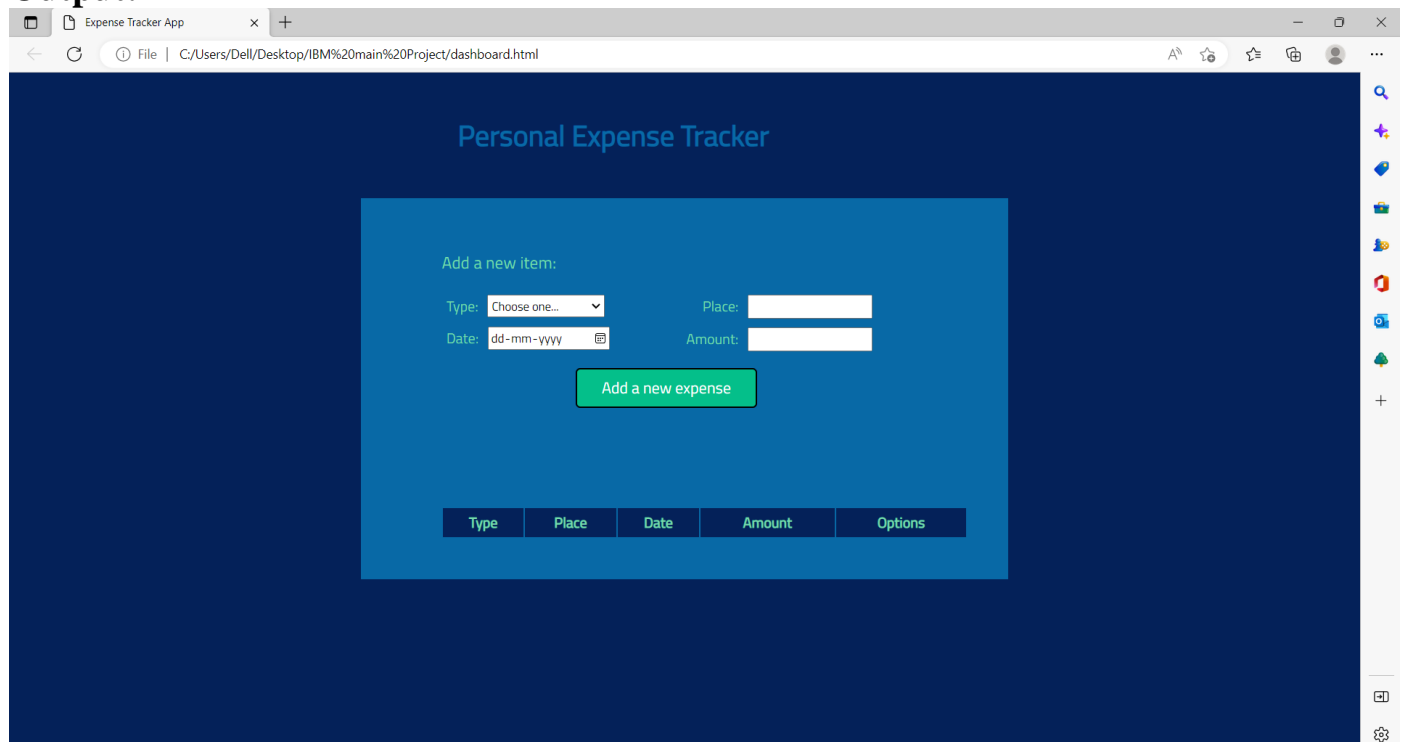 Output:
Expense Tracker App
File | C:/Users/Dell/Desktop/IBM%20main%20Project/dashboard.html
Personal Expense Tracker
Add a new item:
Type: Choose one... Place:
Date: dd-mm-yyyy Amount:
Add a new expense
Type Place Date Amount Options